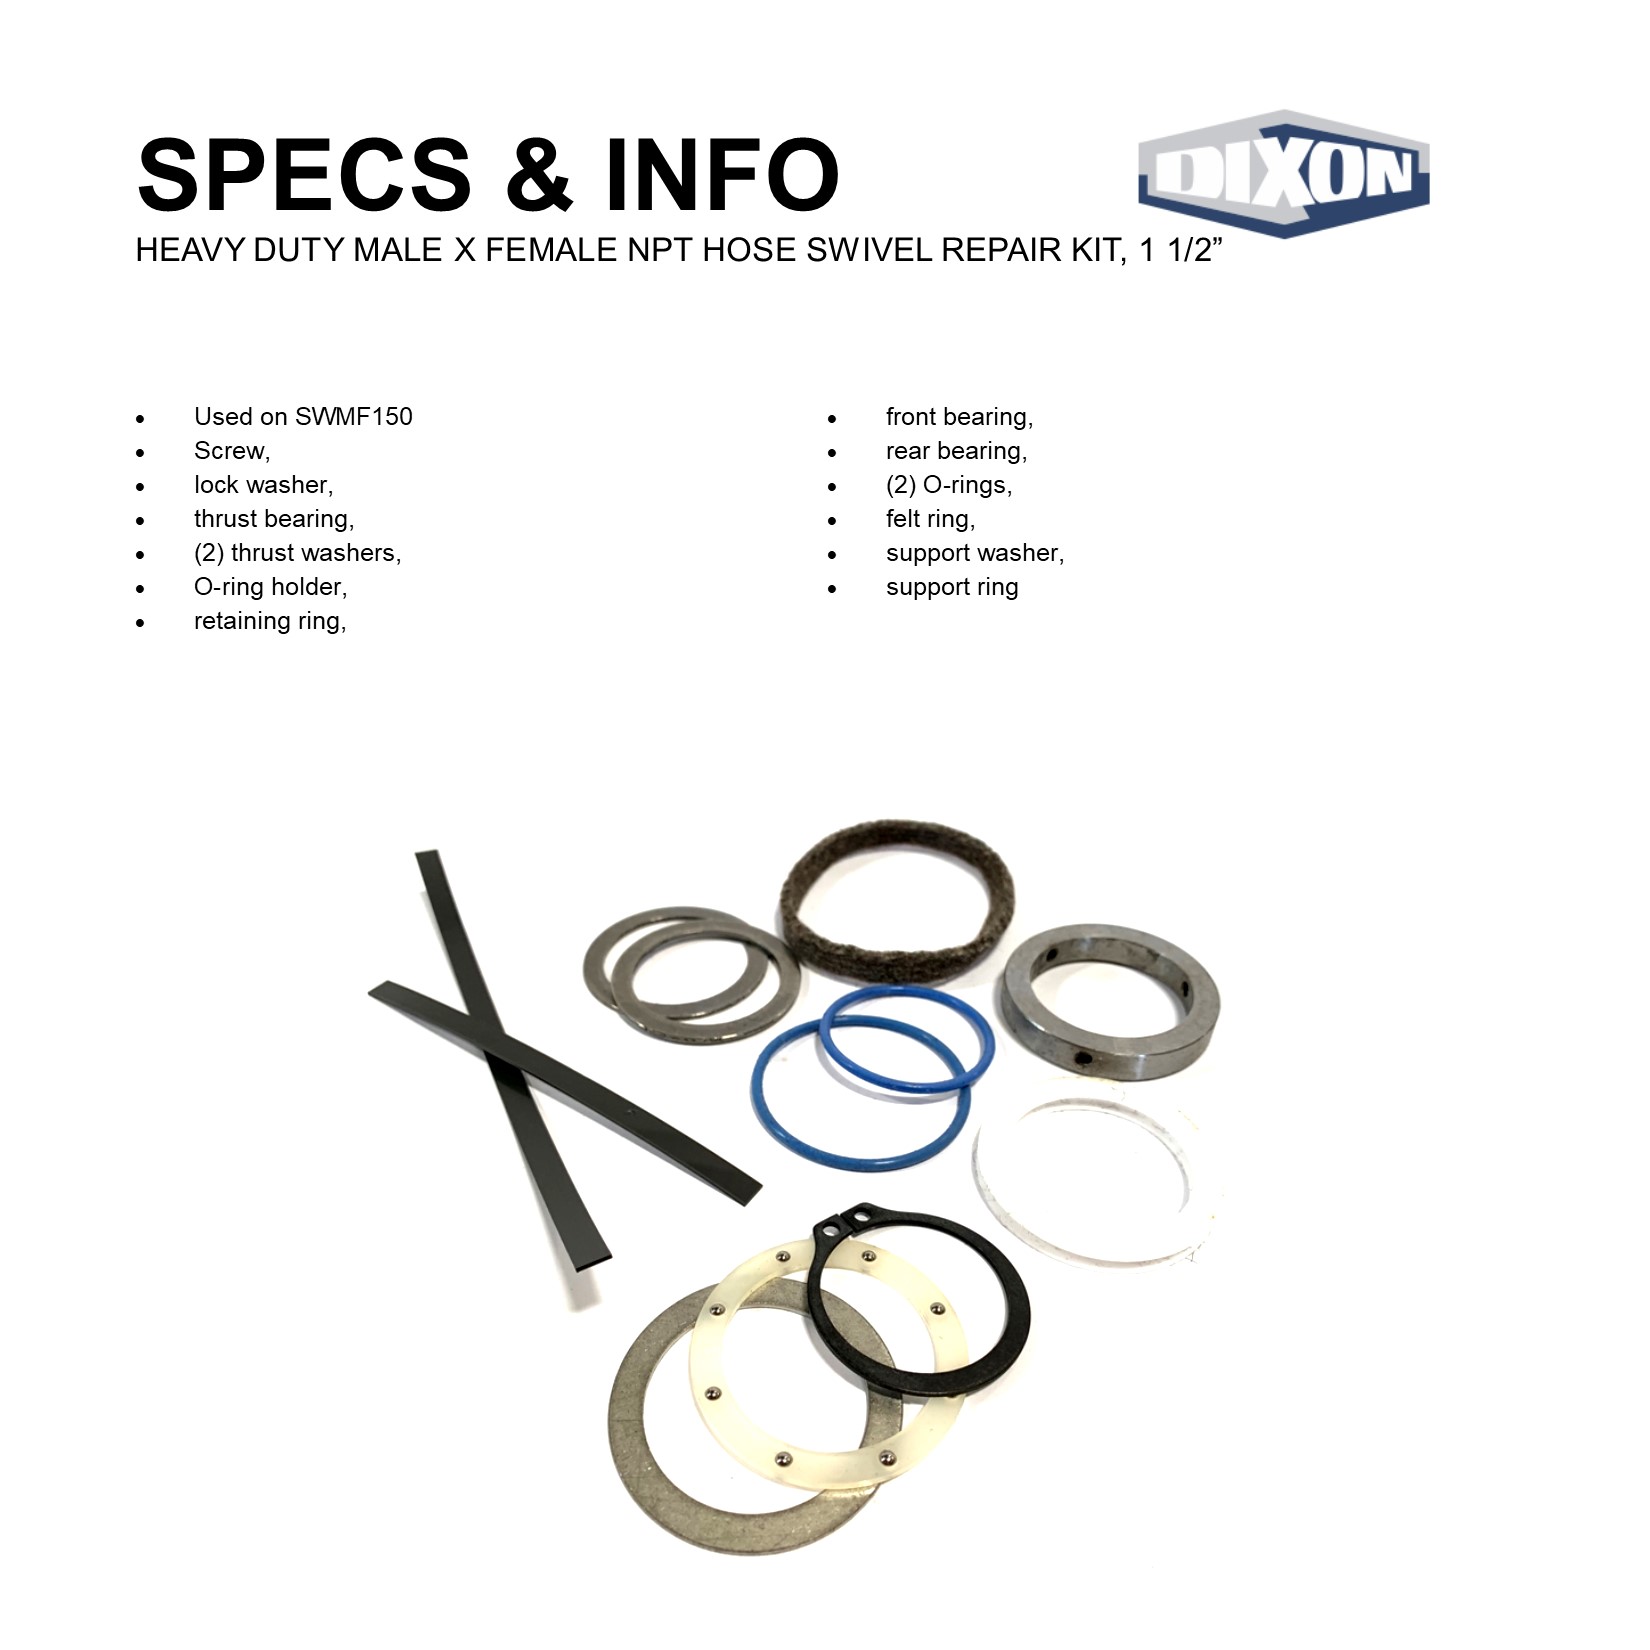 SPECS & INFO
DIXON
HEAVY DUTY MALE X FEMALE NPT HOSE SWIVEL REPAIR KIT, 1 1/2”
• Used on SWMF150
• Screw,
• lock washer,
• thrust bearing,
• (2) thrust washers,
• O-ring holder,
• retaining ring,
• front bearing,
• rear bearing,
• (2) O-rings,
• felt ring,
• support washer,
• support ring